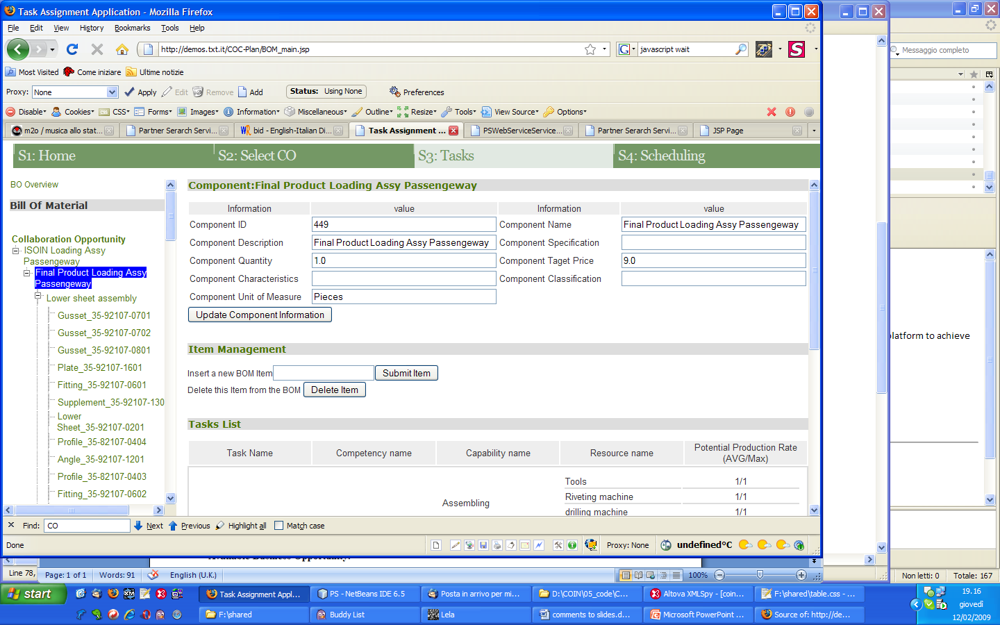 Task Assignment Application - Mozilla Firefox
File Edit View History Bookmarks Tools Help
http://demos.txt.it/COC-Plan/BOM_main.jsp
javascript wait
Messaggio completo
Most Visited Come iniziare Ultime notizie
Proxy: None Apply Edit Remove Add Status: Using None Preferences
Disable Cookies CSS Forms Images Information Miscellaneous Outline Resize Tools View Source Options
m2o / musica allo stat... Partner Serarch Servi... bid - English-Italian Di... Task Assignment ... PSWebServiceService... Partner Serarch Servi... JSP Page
S1: Home S2: Select CO S3: Tasks S4: Scheduling
BO Overview
Bill Of Material
Collaboration Opportunity
ISOIN Loading Assy
Passengeway
Final Product Loading Assy
Passengeway
Lower sheet assembly
Gusset_35-92107-0701
Gusset_35-92107-0702
Gusset_35-92107-0801
Plate_35-92107-1601
Fitting_35-92107-0601
Supplement_35-92107-130
Lower
Sheet_35-92107-0201
Profile_35-82107-0404
Angle_35-92107-1201
Profile_35-82107-0403
Fitting_35-92107-0602
Component:Final Product Loading Assy Passengeway
Information value Information value
Component ID 449 Component Name Final Product Loading Assy Passengeway
Component Description Final Product Loading Assy Passengeway Component Specification
Component Quantity 1.0 Component Taget Price 9.0
Component Characteristics Component Classification
Component Unit of Measure Pieces
Update Component Information
Item Management
Insert a new BOM Item Submit Item
Delete this Item from the BOM Delete Item
Tasks List
Task Name Competency name Capability name Resource name Potential Production Rate
(AVG/Max)
Tools 1/1
Assembling Riveting machine 1/1
drilling machine 1/1
latform to achieve
Find: CO Next Previous Highlight all Match case
Done Proxy: None undefined°C
Available Business Opportunity.
Line 78, Page: 1 of 1 Words: 91 English (U.K.) 100% Non letti: 0 Totale: 167
start Task Assignment Appl... PS - NetBeans IDE 6.5 Posta in arrivo per mi... D:\COIN\05_code\C... Altova XMLSpy - [coin... F:\shared\table.css - ... 19.16
giovedì
F:\shared Buddy List Lela comments to slides.d... Microsoft PowerPoint ... Source of: http://de... 12/02/2009